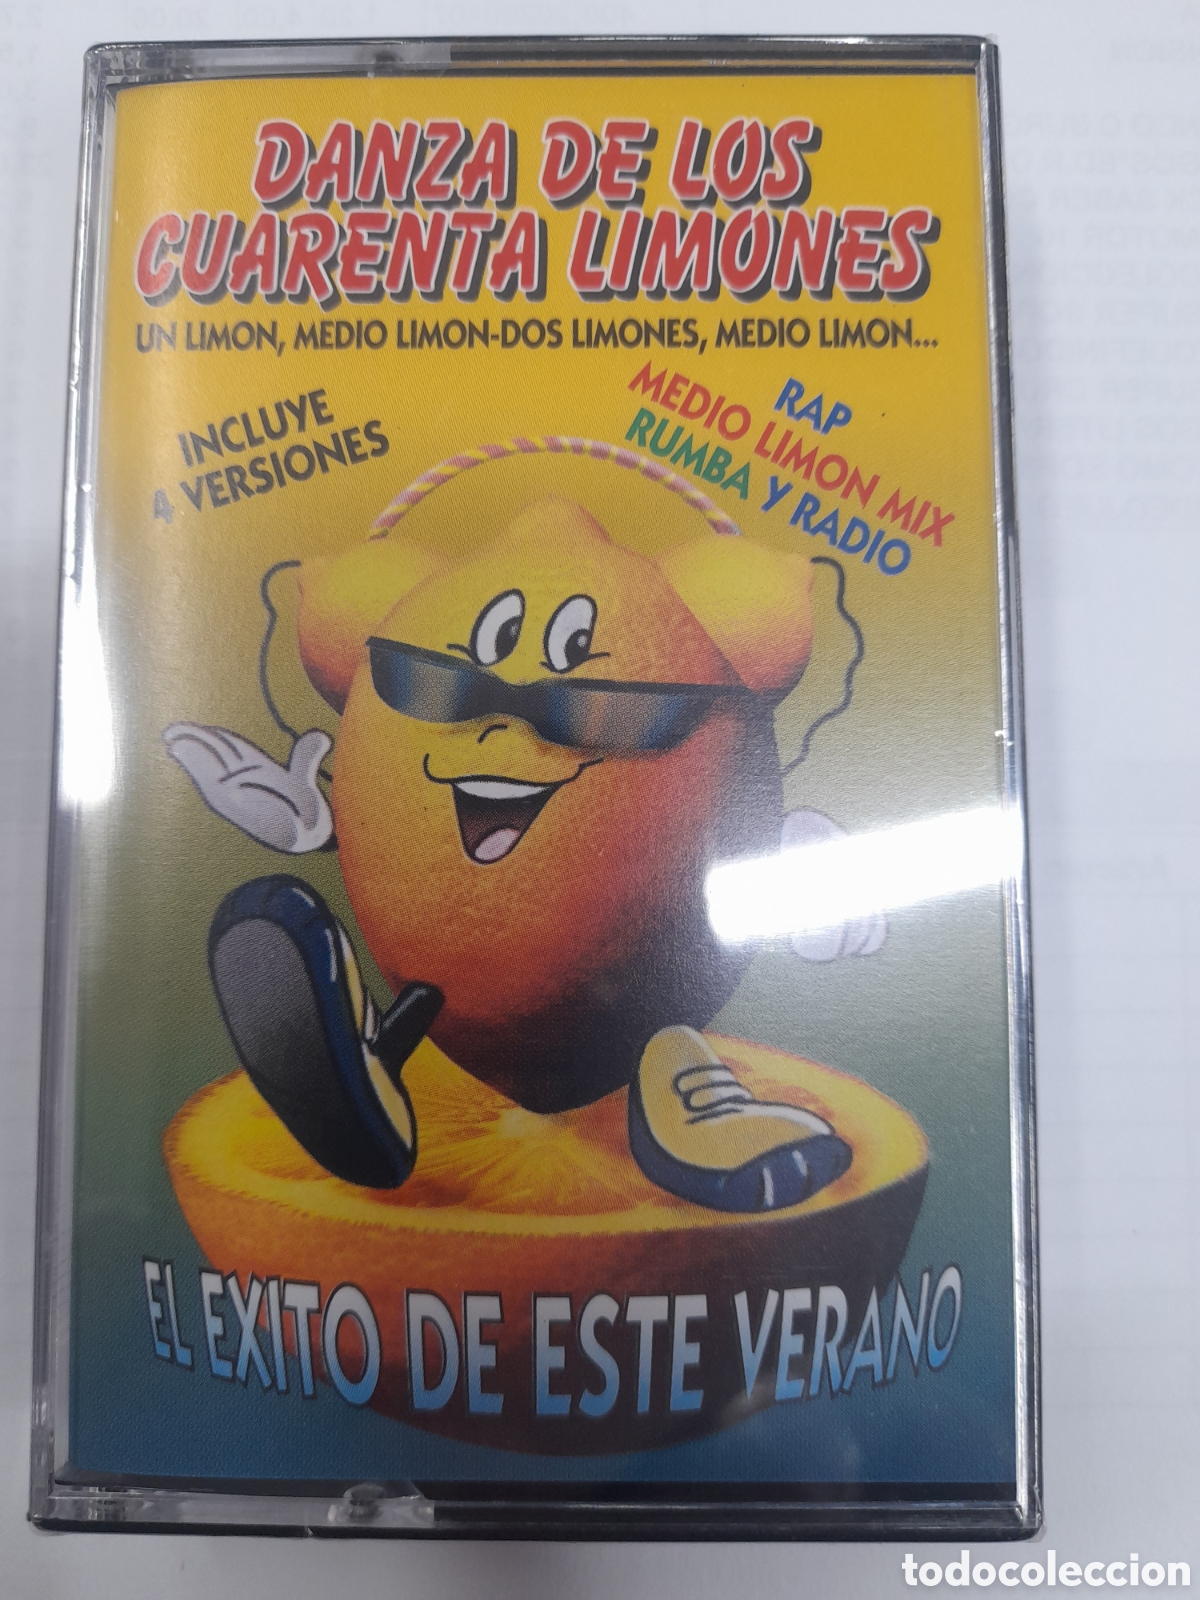 DANZA DE LOS
CUARENTA LIMONES
UN LIMON, MEDIO LIMON-DOS LIMONES, MEDIO LIMON...
INCLUYE
4 VERSIONES
RAP
MEDIO LIMON MIX
RUMBA Y RADIO
EL EXITO DE ESTE VERANO
todocoleccion